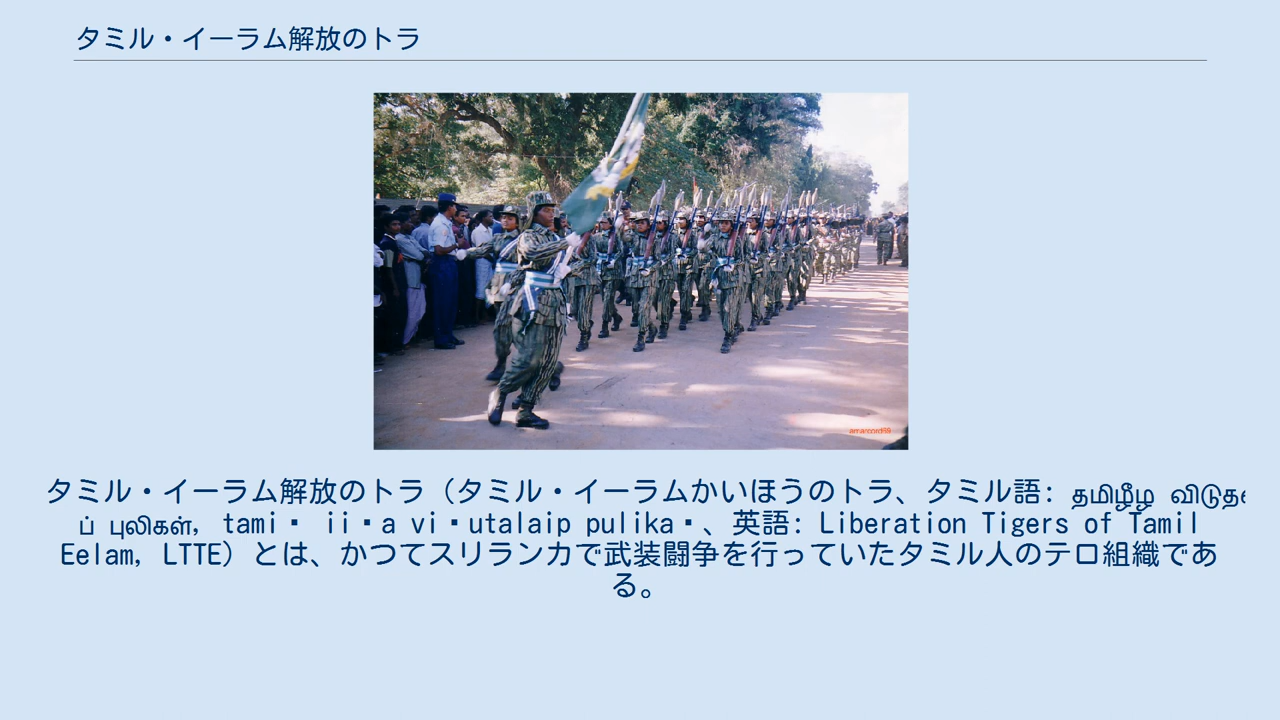 タミル・イーラム解放のトラ
amarcord69
タミル・イーラム解放のトラ（タミル・イーラムかいほうのトラ、タミル語: தமிழீழ விடுத
ப் புலிகள், tami・ ii・a vi・utalaip pulika・、英語: Liberation Tigers of Tamil
Eelam, LTTE）とは、かつてスリランカで武装闘争を行っていたタミル人のテロ組織であ
る。